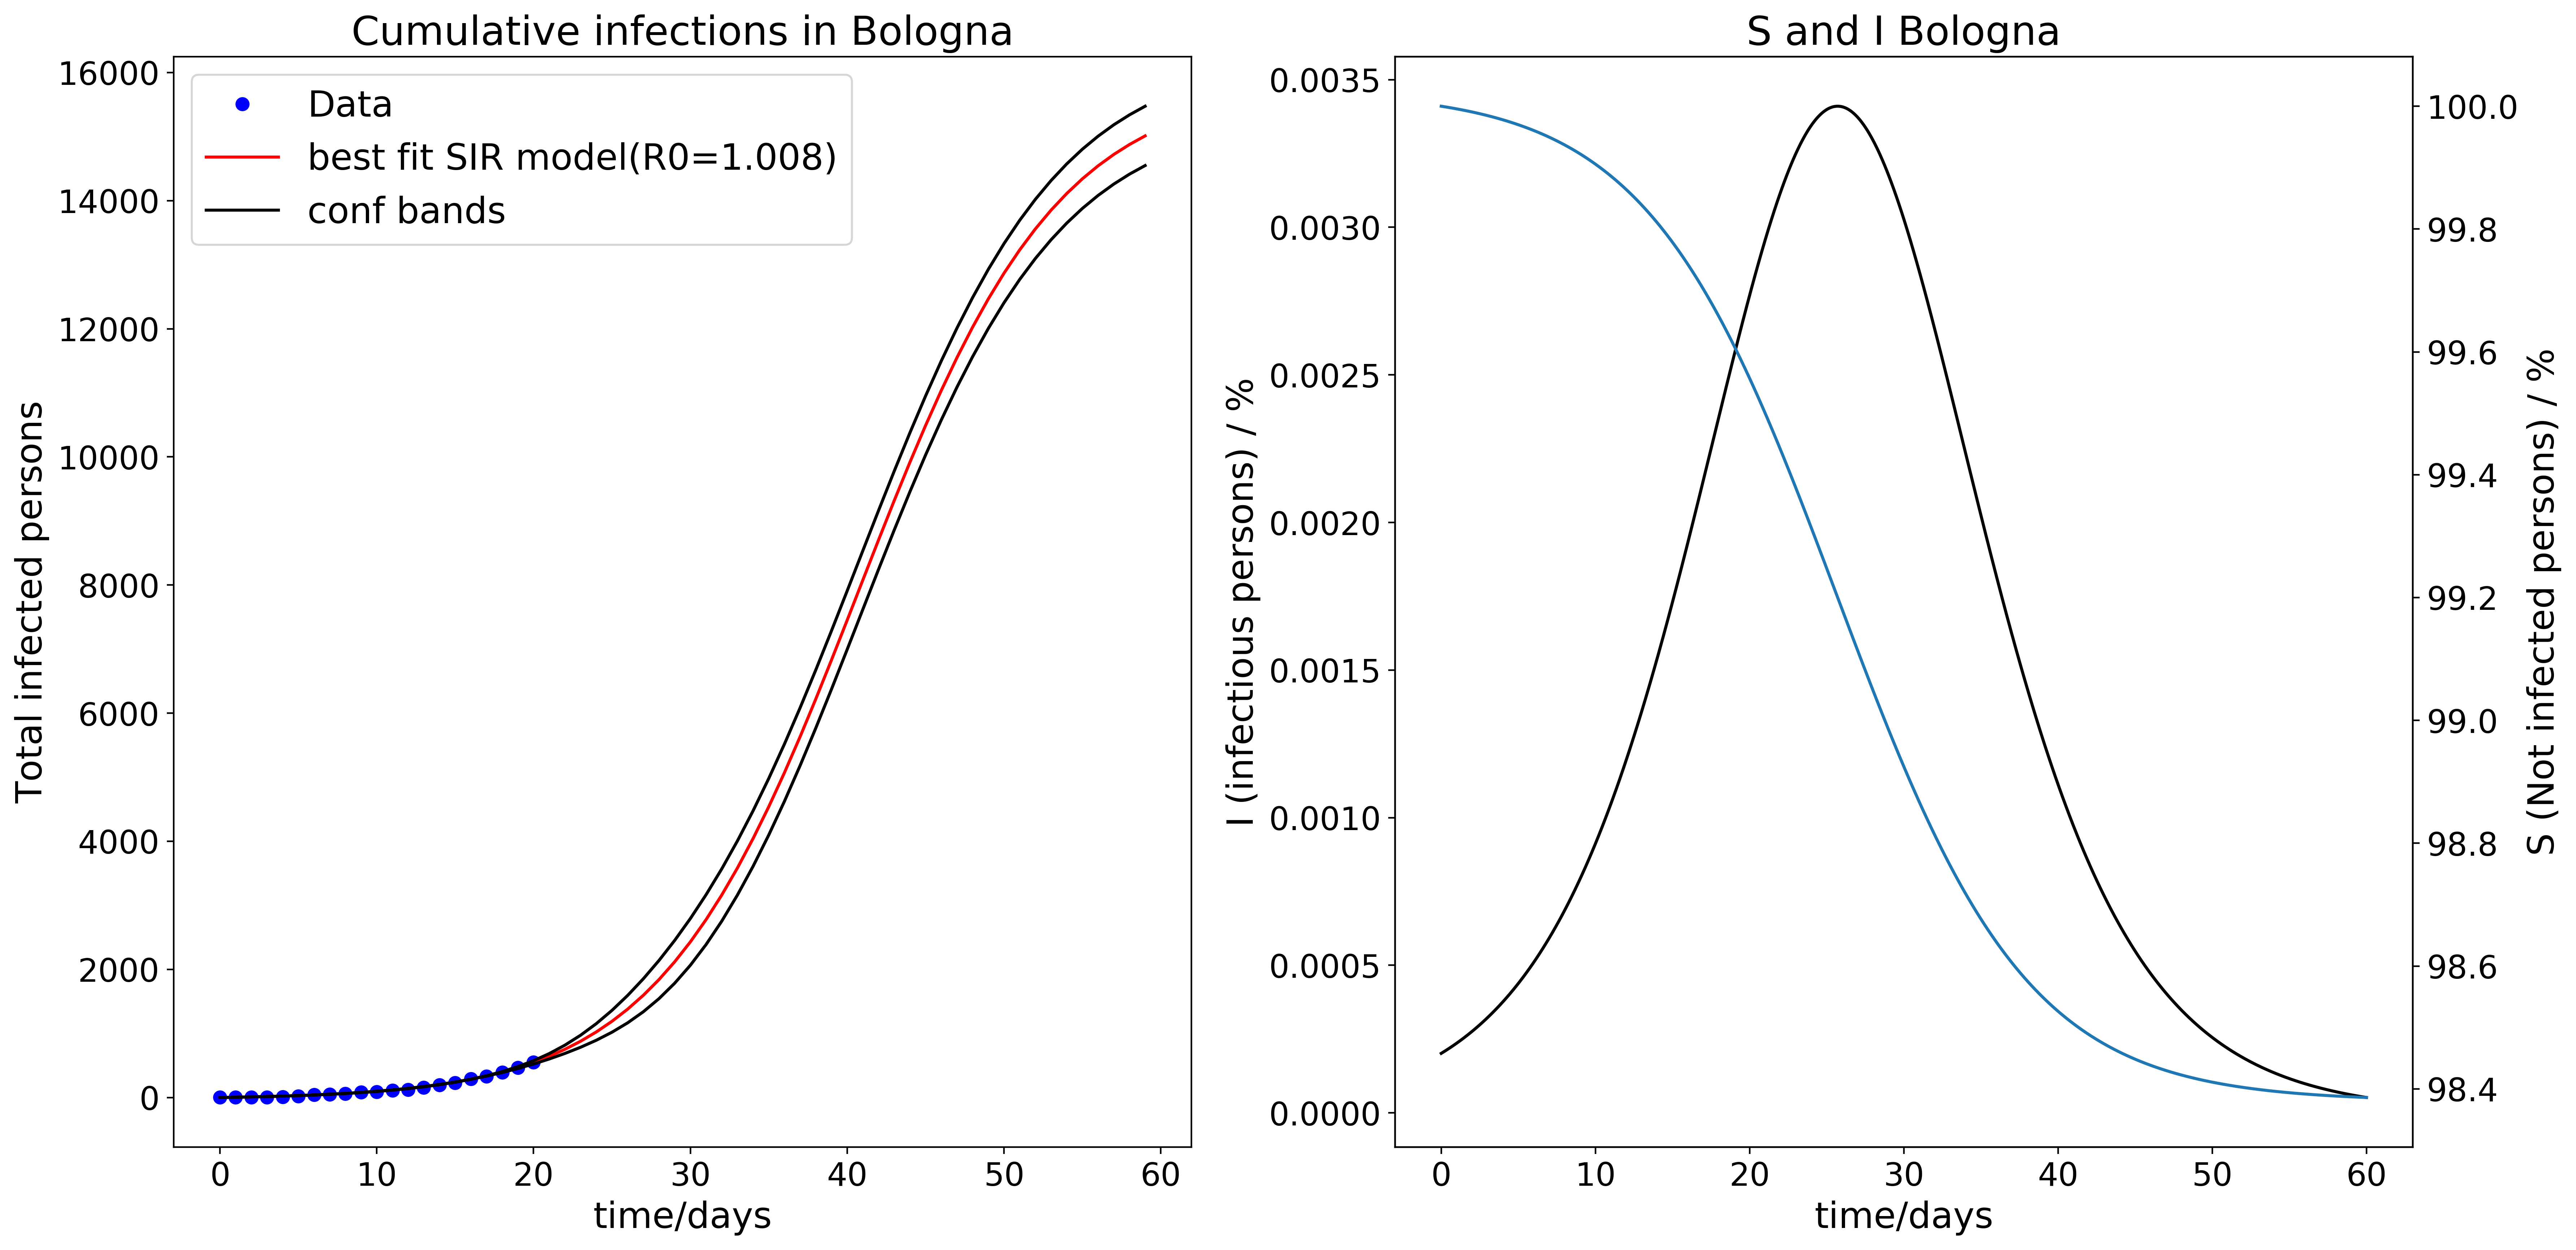 Cumulative infections in Bologna
Data
best fit SIR model(R0=1.008)
conf bands
Total infected persons
16000
14000
12000
10000
8000
6000
4000
2000
0
0 10 20 30 40 50 60
time/days
S and I Bologna
I (infectious persons) / %
0.0035
0.0030
0.0025
0.0020
0.0015
0.0010
0.0005
0.0000
100.0
99.8
99.6
99.4
99.2
99.0
98.8
98.6
98.4
S (Not infected persons) / %
0 10 20 30 40 50 60
time/days